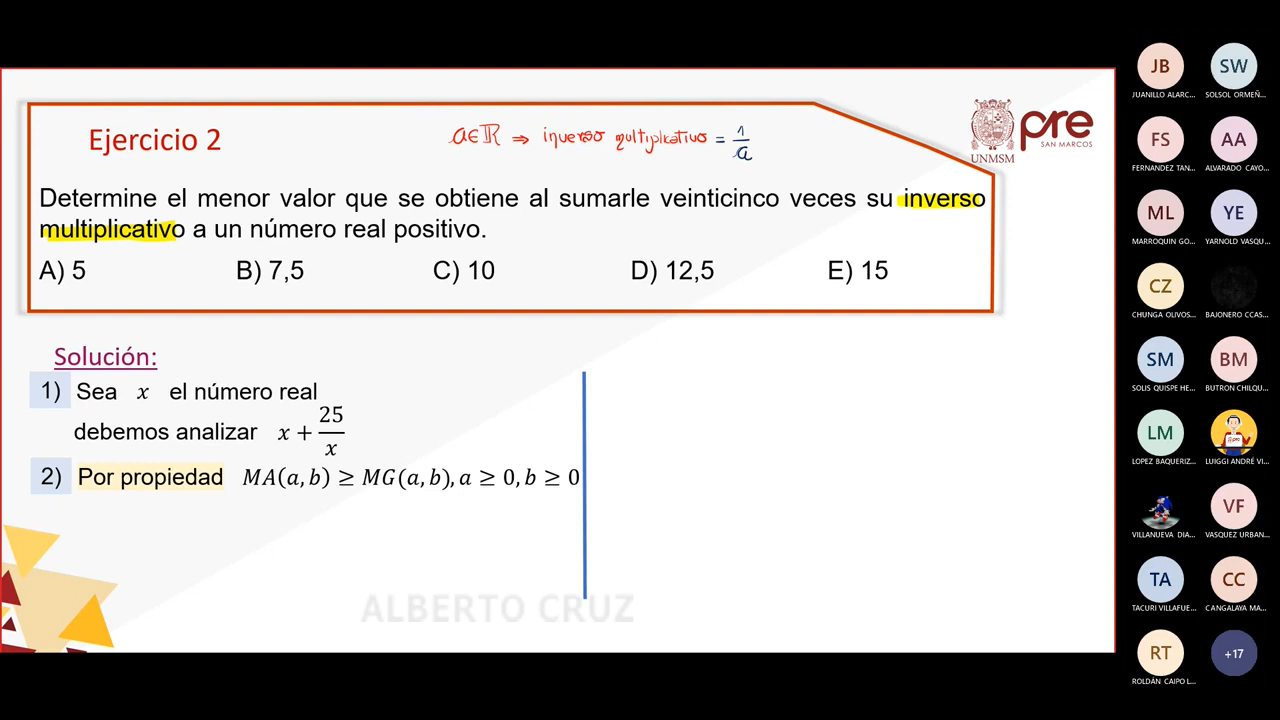 Ejercicio 2
a∈ℝ ⇒ inverso multiplicativo = 1/a
UNMSM
pre
SAN MARCOS
Determine el menor valor que se obtiene al sumarle veinticinco veces su inverso
multiplicativo a un número real positivo.
A) 5 B) 7,5 C) 10 D) 12,5 E) 15
Solución:
1) Sea x el número real
debemos analizar x + 25/x
2) Por propiedad MA(a, b) ≥ MG(a, b), a ≥ 0, b ≥ 0
ALBERTO CRUZ
JB SW
JUANILLO ALARC... SOLSOL ORMEÑ...
FS AA
FERNANDEZ TAN... ALVARADO CAYO...
ML YE
MARROQUIN GO... YARNOLD VASQU...
CZ
CHUNGA OLIVOS... BAJONERO CCAS...
SM BM
SOLIS QUISPE HE... BUTRON CHILQU...
LM
LOPEZ BAQUERIZ... LUIGGI ANDRÉ VI...
VF
VILLANUEVA DIA... VASQUEZ URBAN...
TA CC
TACURI VILLAFUE... CANGALAYA MA...
RT +17
ROLDÁN CAIPO L...